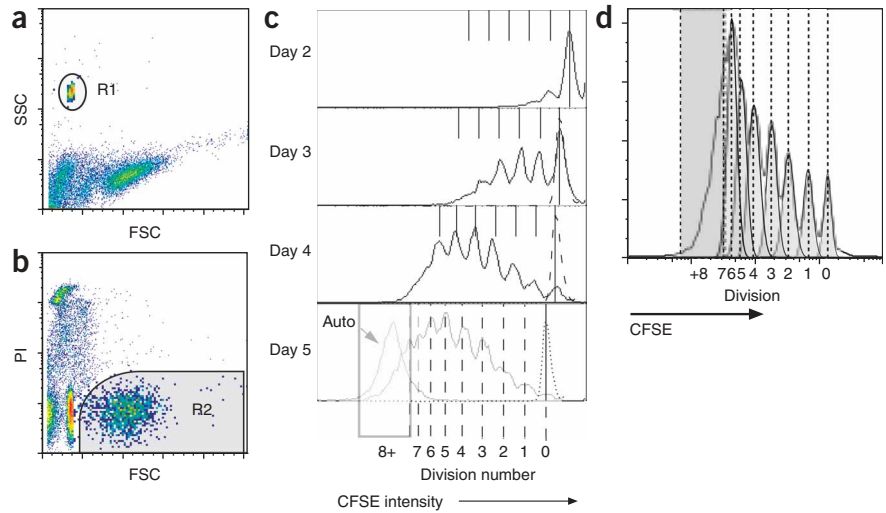 a
SSC
R1
FSC
b
PI
R2
FSC
c
Day 2
Day 3
Day 4
Day 5
Auto
8+ 7 6 5 4 3 2 1 0
Division number
CFSE intensity
d
+8 7 6 5 4 3 2 1 0
Division
CFSE